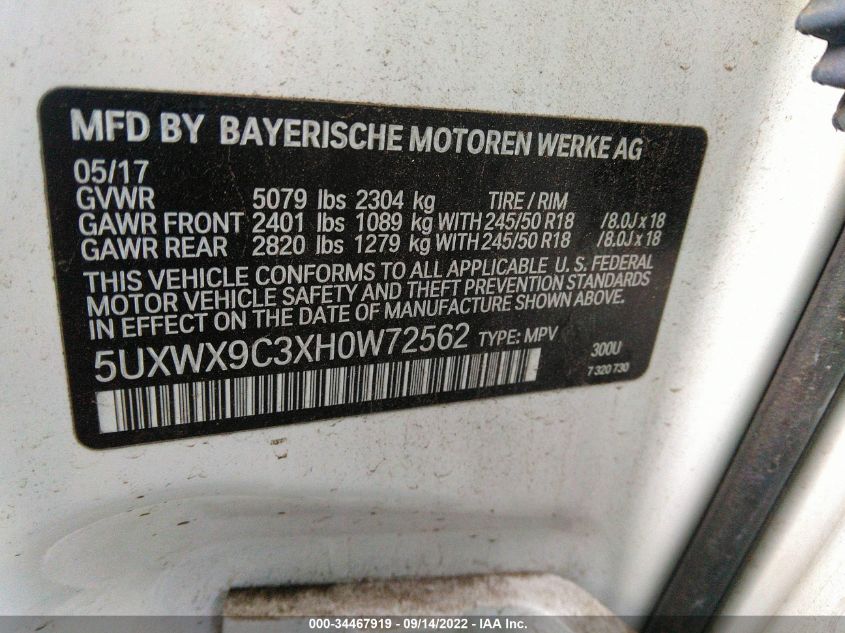 MFD BY BAYERISCHE MOTOREN WERKE AG
05/17
GVWR 5079 lbs 2304 kg TIRE / RIM
GAWR FRONT 2401 lbs 1089 kg WITH 245/50 R18 /8.0J x 18
GAWR REAR 2820 lbs 1279 kg WITH 245/50 R18 /8.0J x 18
THIS VEHICLE CONFORMS TO ALL APPLICABLE U.S. FEDERAL
MOTOR VEHICLE SAFETY AND THEFT PREVENTION STANDARDS
IN EFFECT ON THE DATE OF MANUFACTURE SHOWN ABOVE.
5UXWX9C3XH0W72562 TYPE: MPV 300U
7 320 730
000-34467919 - 09/14/2022 - IAA Inc.